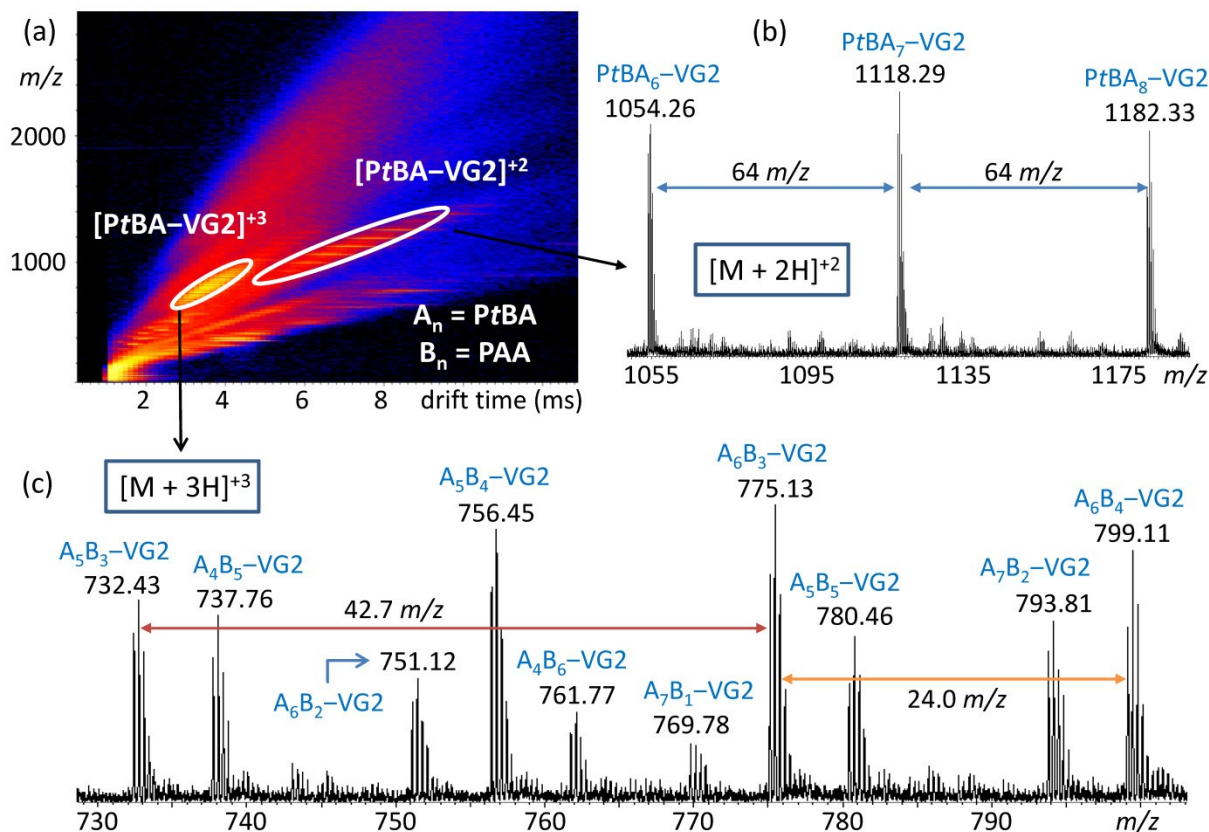 (a)
m/z
2000
1000
[PtBA–VG2]+3
[PtBA–VG2]+2
An = PtBA
Bn = PAA
2 4 6 8 drift time (ms)
(b)
PtBA6–VG2
1054.26
PtBA7–VG2
1118.29
PtBA8–VG2
1182.33
64 m/z
64 m/z
[M + 2H]+2
1055 1095 1135 1175 m/z
[M + 3H]+3
(c)
A5B3–VG2
732.43
A4B5–VG2
737.76
42.7 m/z
A6B2–VG2
751.12
A5B4–VG2
756.45
A4B6–VG2
761.77
A7B1–VG2
769.78
A6B3–VG2
775.13
A5B5–VG2
780.46
24.0 m/z
A7B2–VG2
793.81
A6B4–VG2
799.11
730 740 750 760 770 780 790 m/z